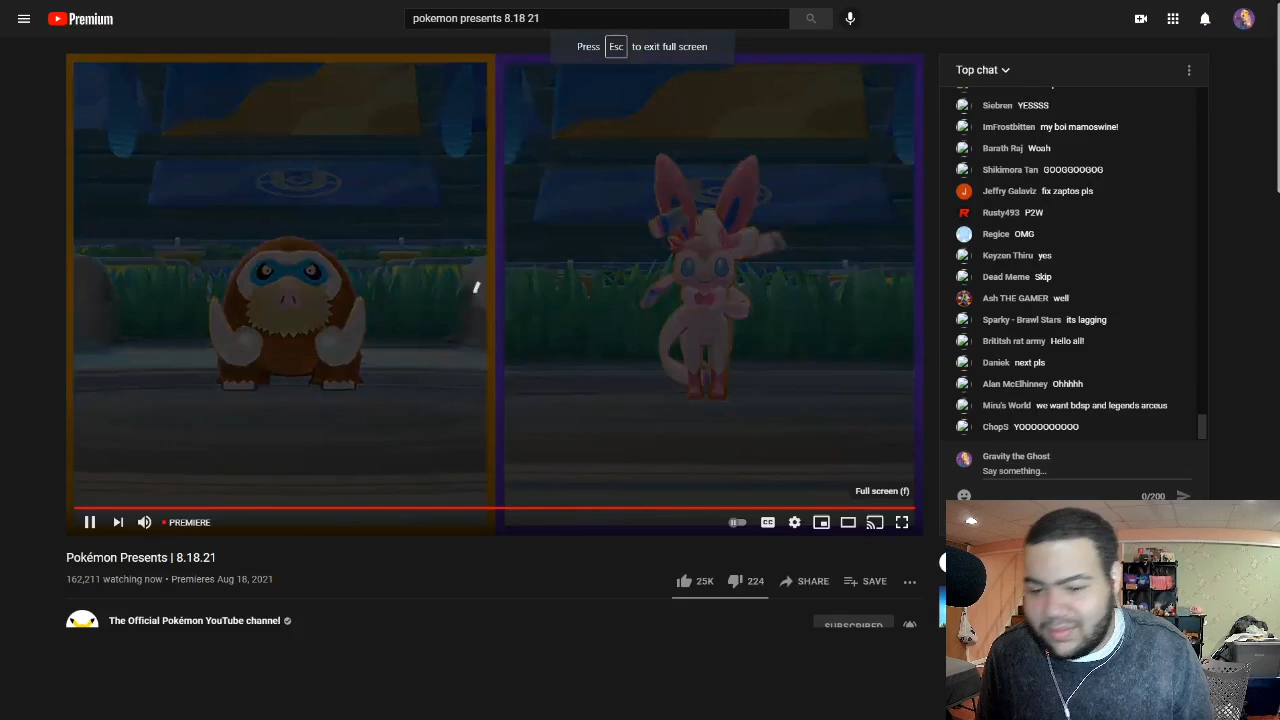 Premium
pokemon presents 8.18 21
Press Esc to exit full screen
Top chat
Siebren YESSSS
ImFrostbitten my boi mamoswine!
Barath Raj Woah
Shikimora Tan GOOGGOOGOG
Jeffry Galaviz fix zaptos pls
Rusty493 P2W
Regice OMG
Keyzen Thiru yes
Dead Meme Skip
Ash THE GAMER well
Sparky - Brawl Stars its lagging
Brititsh rat army Hello all!
Daniek next pls
Alan McElhinney Ohhhhh
Miru's World we want bdsp and legends arceus
ChopS YOOOOOOOOOO
Gravity the Ghost
Say something...
0/200
Full screen (f)
PREMIERE
CC
Pokémon Presents | 8.18.21
162,211 watching now • Premieres Aug 18, 2021
25K 224 SHARE SAVE
The Official Pokémon YouTube channel
SUBSCRIBED